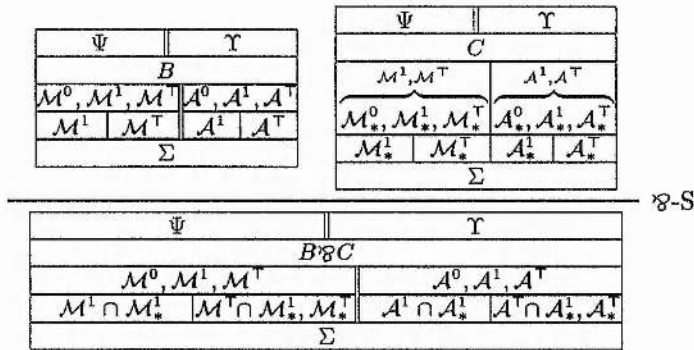 Ψ ϒ
B
𝓜⁰, 𝓜¹, 𝓜^⊤ 𝓐⁰, 𝓐¹, 𝓐^⊤
𝓜¹ 𝓜^⊤ 𝓐¹ 𝓐^⊤
Σ
Ψ ϒ
C
𝓜¹, 𝓜^⊤ 𝓐¹, 𝓐^⊤
𝓜⁰_*, 𝓜¹_*, 𝓜^⊤_* 𝓐⁰_*, 𝓐¹_*, 𝓐^⊤_*
𝓜¹_* 𝓜^⊤_* 𝓐¹_* 𝓐^⊤_*
Σ
⅋-S
Ψ ϒ
B⅋C
𝓜⁰, 𝓜¹, 𝓜^⊤ 𝓐⁰, 𝓐¹, 𝓐^⊤
𝓜¹ ∩ 𝓜¹_* 𝓜^⊤ ∩ 𝓜¹_*, 𝓜^⊤_* 𝓐¹ ∩ 𝓐¹_* 𝓐^⊤ ∩ 𝓐¹_*, 𝓐^⊤_*
Σ